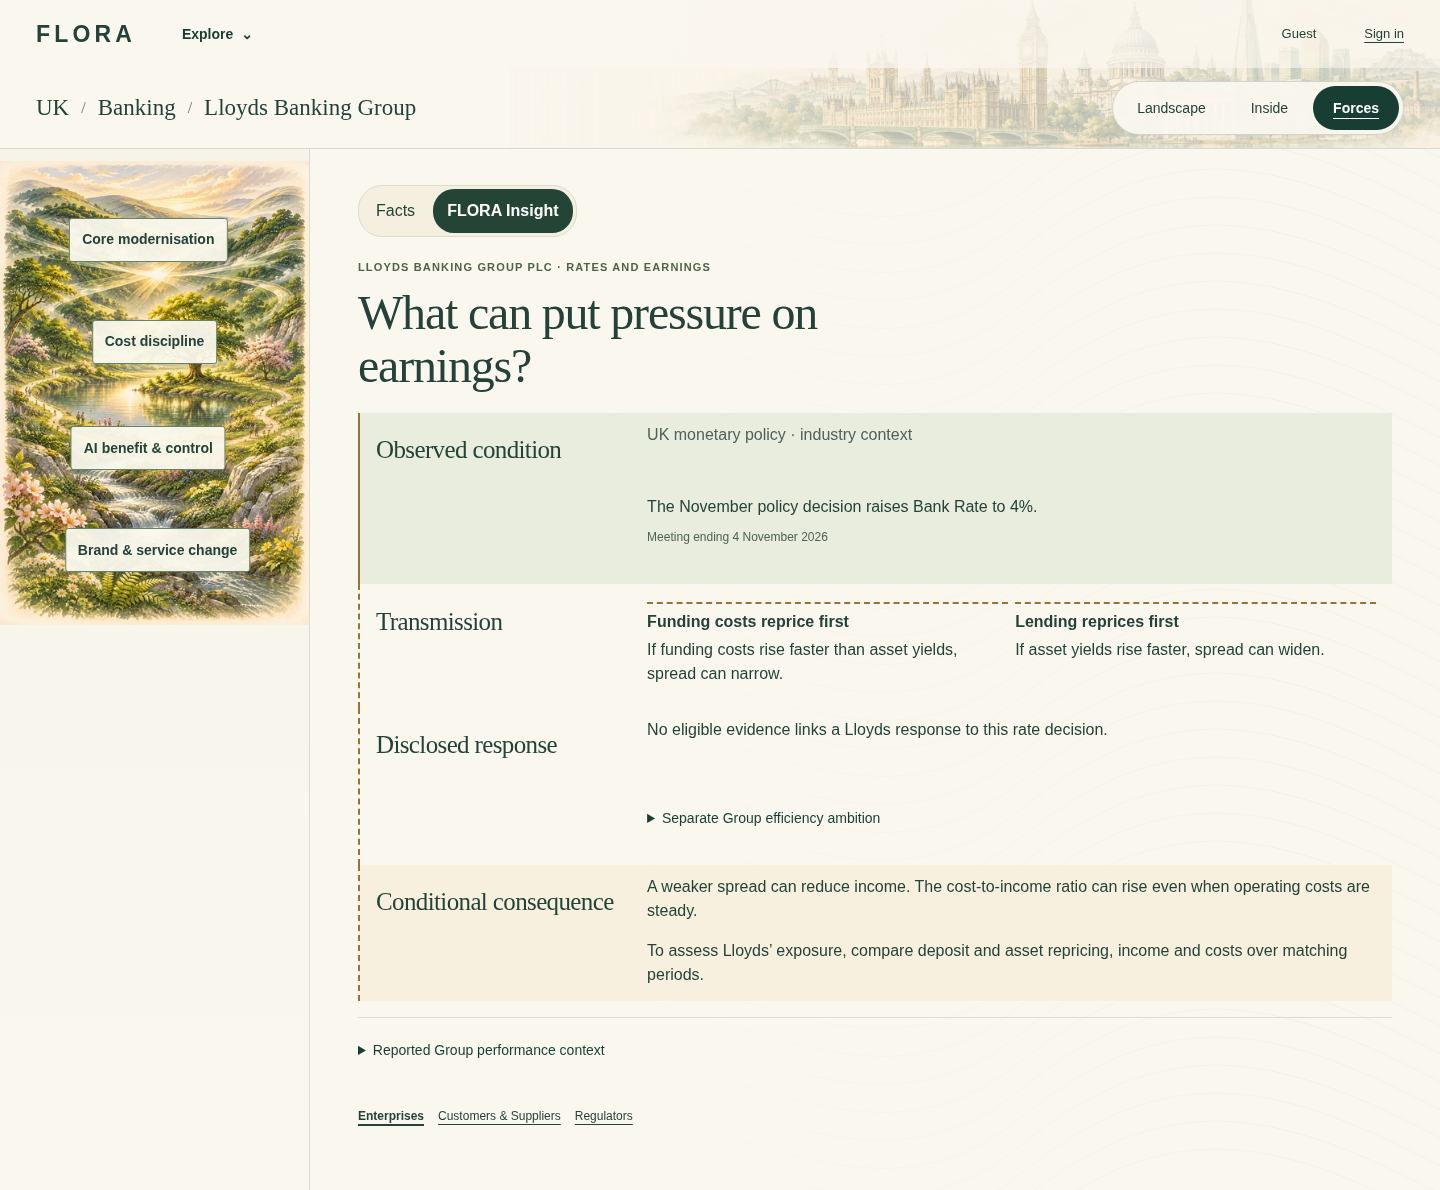 FLORA
Explore
Guest
Sign in
UK / Banking / Lloyds Banking Group
Landscape
Inside
Forces
Core modernisation
Cost discipline
AI benefit & control
Brand & service change
Facts
FLORA Insight
LLOYDS BANKING GROUP PLC · RATES AND EARNINGS
What can put pressure on
earnings?
Observed condition
UK monetary policy · industry context
The November policy decision raises Bank Rate to 4%.
Meeting ending 4 November 2026
Transmission
Funding costs reprice first
If funding costs rise faster than asset yields,
spread can narrow.
Lending reprices first
If asset yields rise faster, spread can widen.
Disclosed response
No eligible evidence links a Lloyds response to this rate decision.
Separate Group efficiency ambition
Conditional consequence
A weaker spread can reduce income. The cost-to-income ratio can rise even when operating costs are
steady.
To assess Lloyds’ exposure, compare deposit and asset repricing, income and costs over matching
periods.
Reported Group performance context
Enterprises
Customers & Suppliers
Regulators